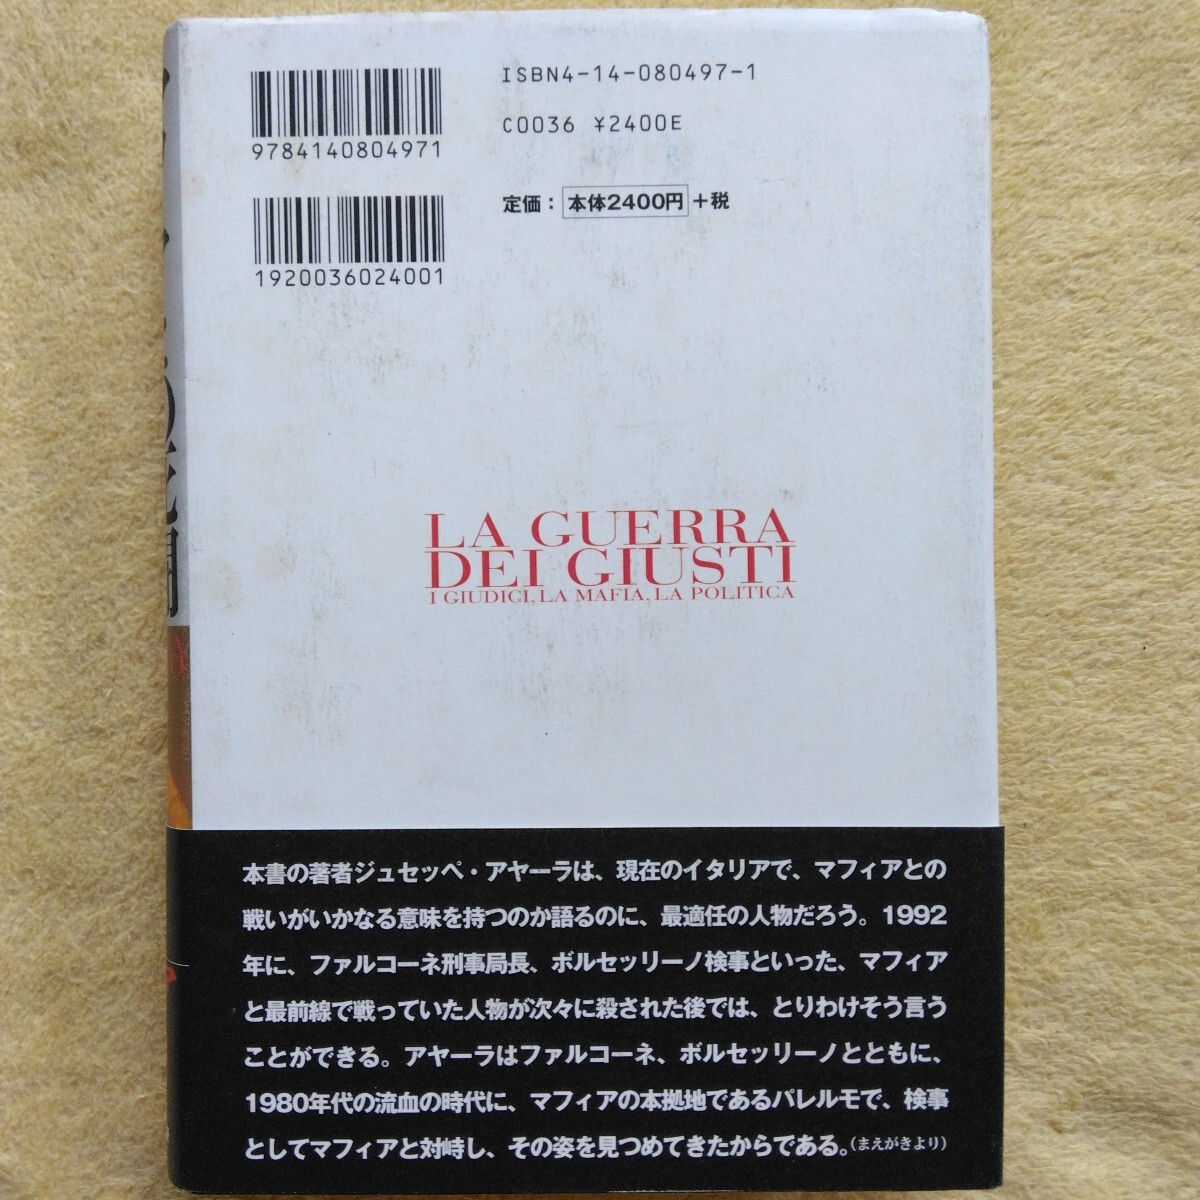 ISBN4-14-080497-1
9784140804971
C0036 ¥2400E
定価：本体2400円+税
1920036024001
LA GUERRA
DEI GIUSTI
I GIUDICI, LA MAFIA, LA POLITICA
本書の著者ジュセッペ・アヤーラは、現在のイタリアで、マフィアとの
戦いがいかなる意味を持つのか語るのに、最適任の人物だろう。1992
年に、ファルコーネ刑事局長、ボルセッリーノ検事といった、マフィア
と最前線で戦っていた人物が次々に殺された後では、とりわけそう言う
ことができる。アヤーラはファルコーネ、ボルセッリーノとともに、
1980年代の流血の時代に、マフィアの本拠地であるパレルモで、検事
としてマフィアと対峙し、その姿を見つめてきたからである。（まえがきより）